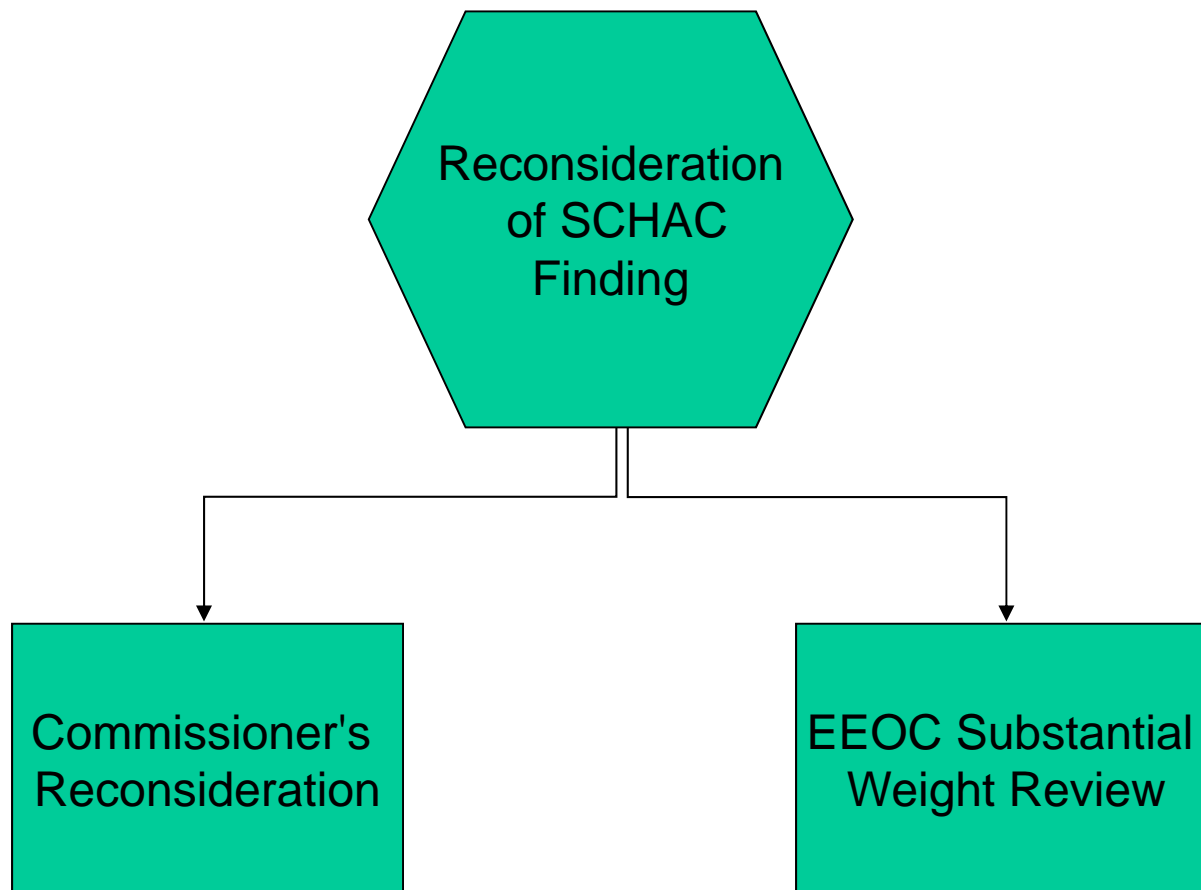 Reconsideration
of SCHAC
Finding
Commissioner's
Reconsideration
EEOC Substantial
Weight Review